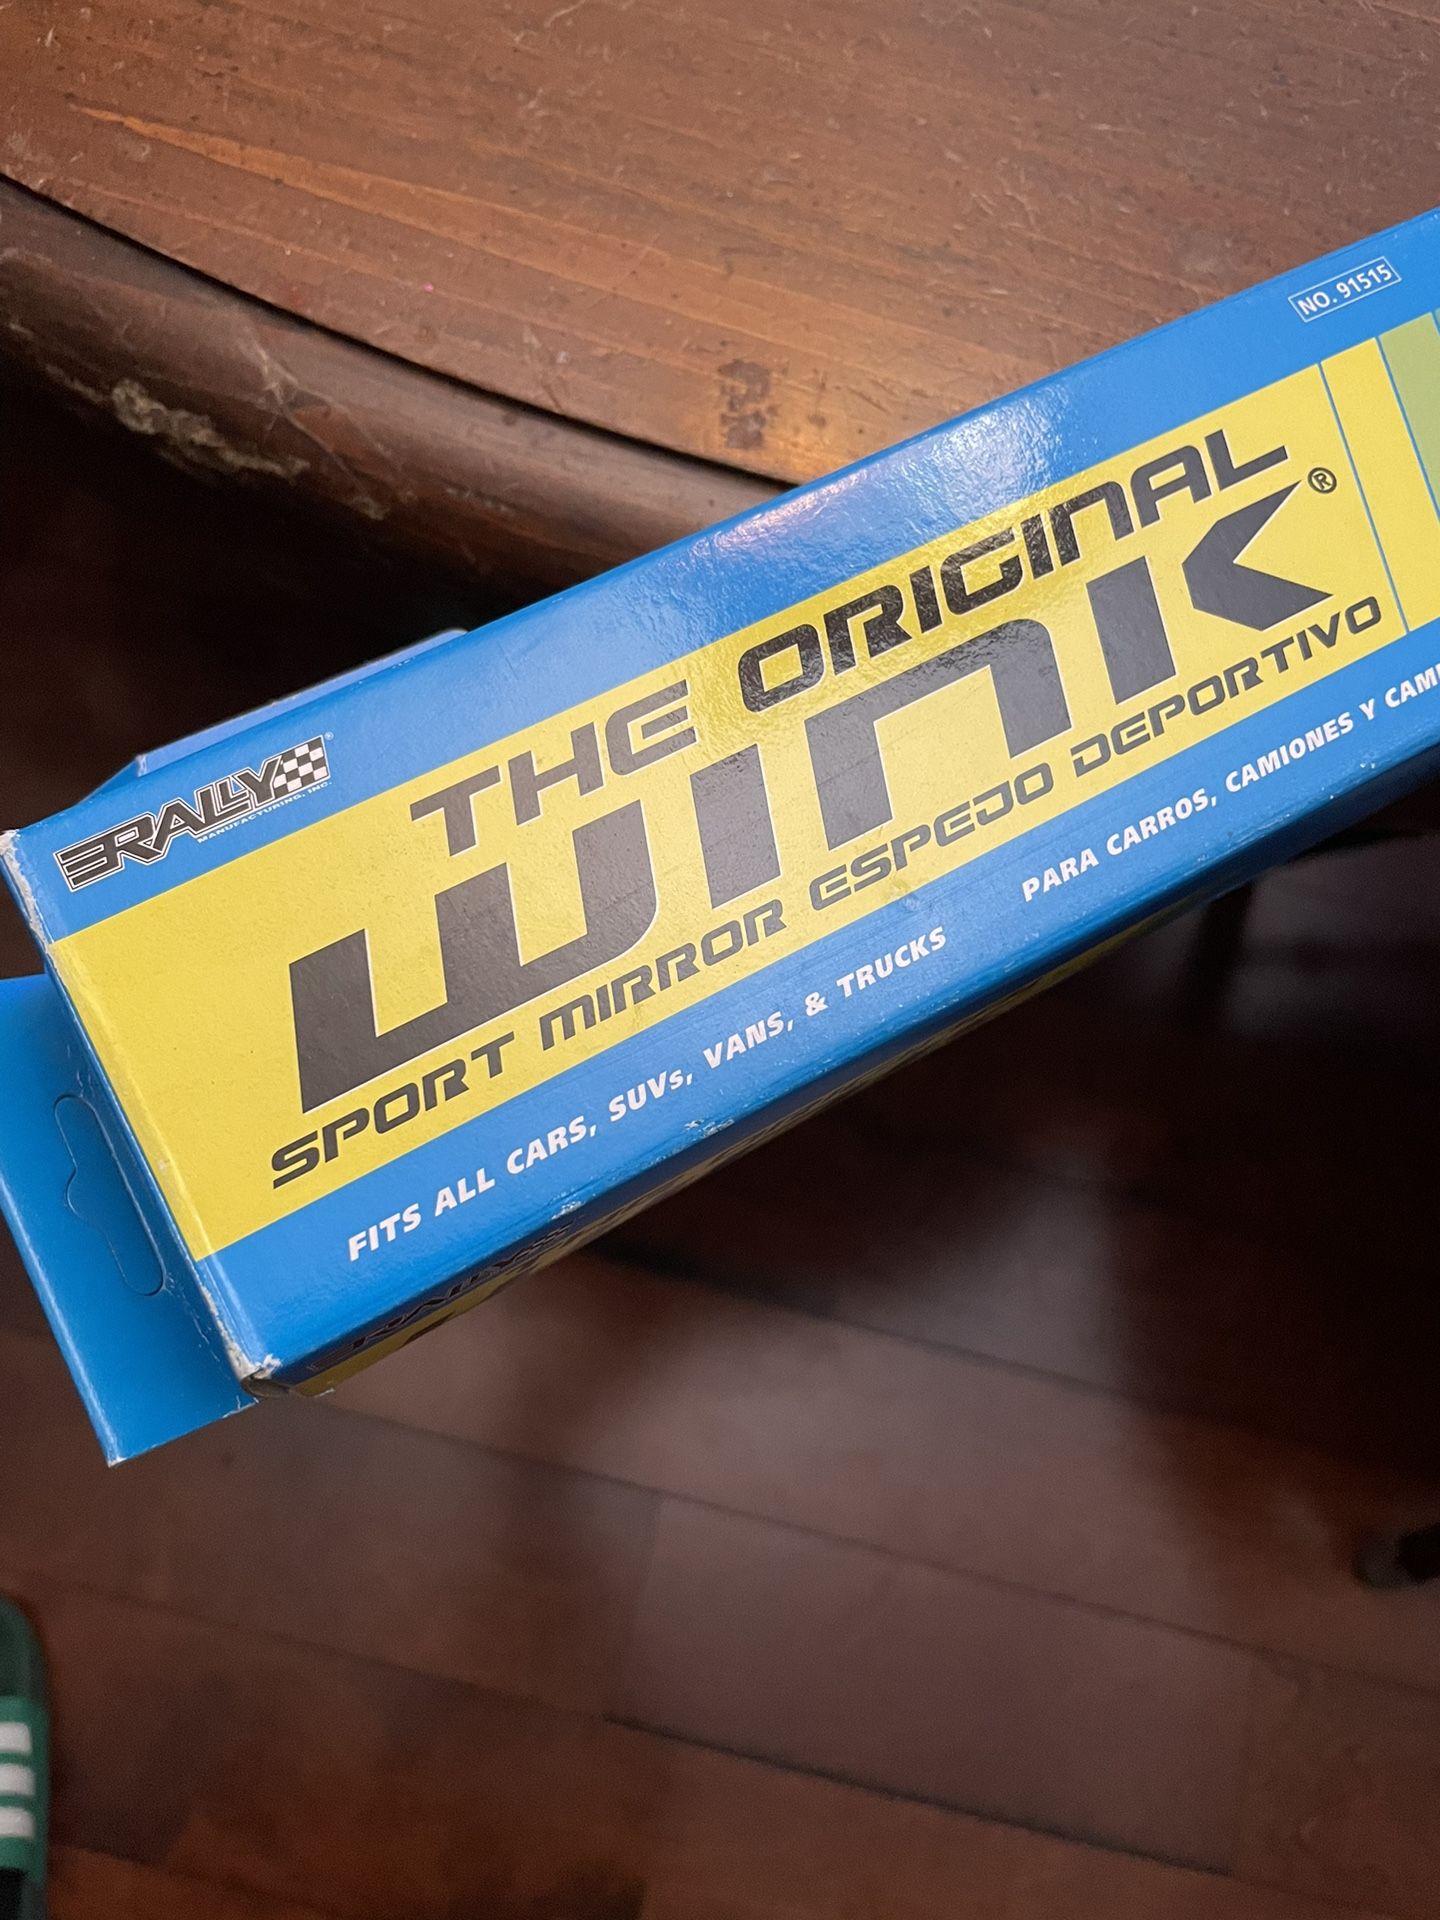 NO. 91515
RALLY®
MANUFACTURING, INC.
THE ORIGINAL
WINK®
SPORT MIRROR ESPEJO DEPORTIVO
FITS ALL CARS, SUVs, VANS, & TRUCKS
PARA CARROS, CAMIONES Y
RALLY